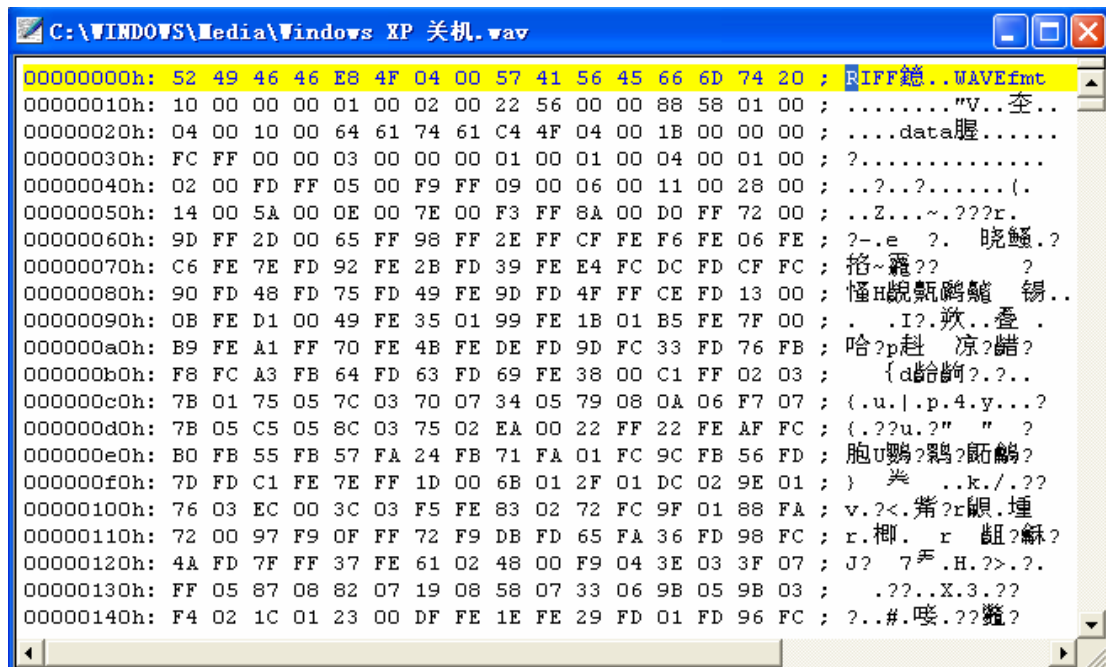 C:\WINDOWS\Media\Windows XP 关机.wav
00000000h: 52 49 46 46 E8 4F 04 00 57 41 56 45 66 6D 74 20 ; RIFF鑜..WAVEfmt
00000010h: 10 00 00 00 01 00 02 00 22 56 00 00 88 58 01 00 ; ........"V..圶..
00000020h: 04 00 10 00 64 61 74 61 C4 4F 04 00 1B 00 00 00 ; ....data腛......
00000030h: FC FF 00 00 03 00 00 00 01 00 01 00 04 00 01 00 ; ?...............
00000040h: 02 00 FD FF 05 00 F9 FF 09 00 06 00 11 00 28 00 ; ..?..?......(.
00000050h: 14 00 5A 00 0E 00 7E 00 F3 FF 8A 00 D0 FF 72 00 ; ..Z...~.???r.
00000060h: 9D FF 2D 00 65 FF 98 FF 2E FF CF FE F6 FE 06 FE ; ?-.e ?.
00000070h: C6 FE 7E FD 92 FE 2B FD 39 FE E4 FC DC FD CF FC ;
00000080h: 90 FD 48 FD 75 FD 49 FE 9D FD 4F FF CE FD 13 00 ;
00000090h: 0B FE D1 00 49 FE 35 01 99 FE 1B 01 B5 FE 7F 00 ;
000000a0h: B9 FE A1 FF 70 FE 4B FE DE FD 9D FC 33 FD 76 FB ;
000000b0h: F8 FC A3 FB 64 FD 63 FD 69 FE 38 00 C1 FF 02 03 ;
000000c0h: 7B 01 75 05 7C 03 70 07 34 05 79 08 0A 06 F7 07 ; {.u.|.p.4.y...?
000000d0h: 7B 05 C5 05 8C 03 75 02 EA 00 22 FF 22 FE AF FC ; {.??u.?" " ?
000000e0h: B0 FB 55 FB 57 FA 24 FB 71 FA 01 FC 9C FB 56 FD ;
000000f0h: 7D FD C1 FE 7E FF 1D 00 6B 01 2F 01 DC 02 9E 01 ; } ..k./.??
00000100h: 76 03 EC 00 3C 03 F5 FE 83 02 72 FC 9F 01 88 FA ;
00000110h: 72 00 97 F9 0F FF 72 F9 DB FD 65 FA 36 FD 98 FC ;
00000120h: 4A FD 7F FF 37 FE 61 02 48 00 F9 04 3E 03 3F 07 ; J? 7 .H.?>.?.
00000130h: FF 05 87 08 82 07 19 08 58 07 33 06 9B 05 9B 03 ; .??..X.3.??
00000140h: F4 02 1C 01 23 00 DF FE 1E FE 29 FD 01 FD 96 FC ;